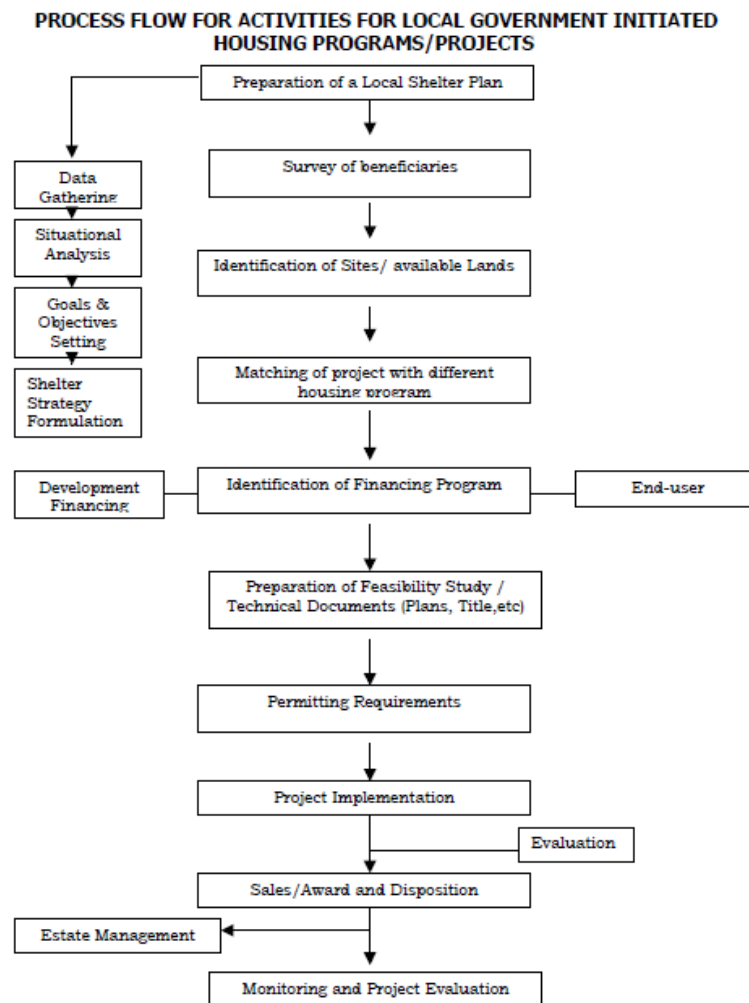 PROCESS FLOW FOR ACTIVITIES FOR LOCAL GOVERNMENT INITIATED
HOUSING PROGRAMS/PROJECTS
Preparation of a Local Shelter Plan
Data
Gathering
Situational
Analysis
Goals &
Objectives
Setting
Shelter
Strategy
Formulation
Survey of beneficiaries
Identification of Sites/ available Lands
Matching of project with different
housing program
Development
Financing
Identification of Financing Program
End-user
Preparation of Feasibility Study /
Technical Documents (Plans, Title,etc)
Permitting Requirements
Project Implementation
Evaluation
Sales/Award and Disposition
Estate Management
Monitoring and Project Evaluation